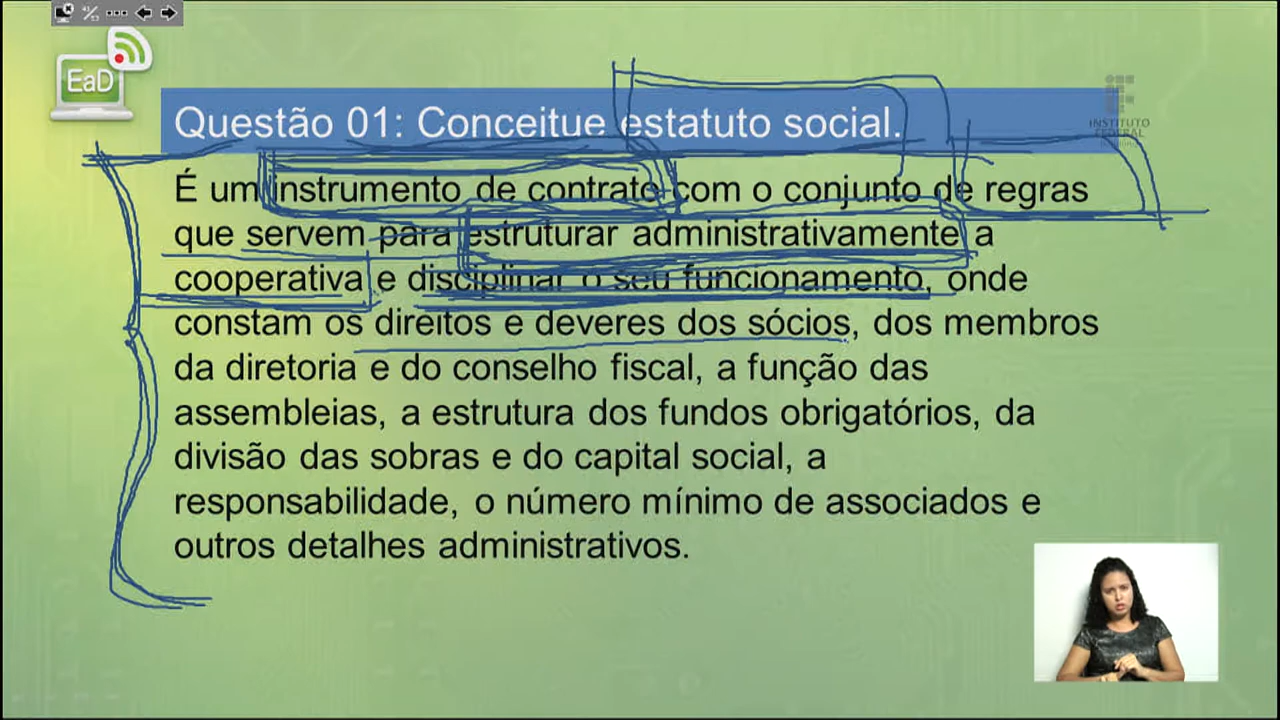 EaD
Questão 01: Conceitue estatuto social.
INSTITUTO
FEDERAL
É um instrumento de contrato com o conjunto de regras
que servem para estruturar administrativamente a
cooperativa e disciplinar o seu funcionamento, onde
constam os direitos e deveres dos sócios, dos membros
da diretoria e do conselho fiscal, a função das
assembleias, a estrutura dos fundos obrigatórios, da
divisão das sobras e do capital social, a
responsabilidade, o número mínimo de associados e
outros detalhes administrativos.